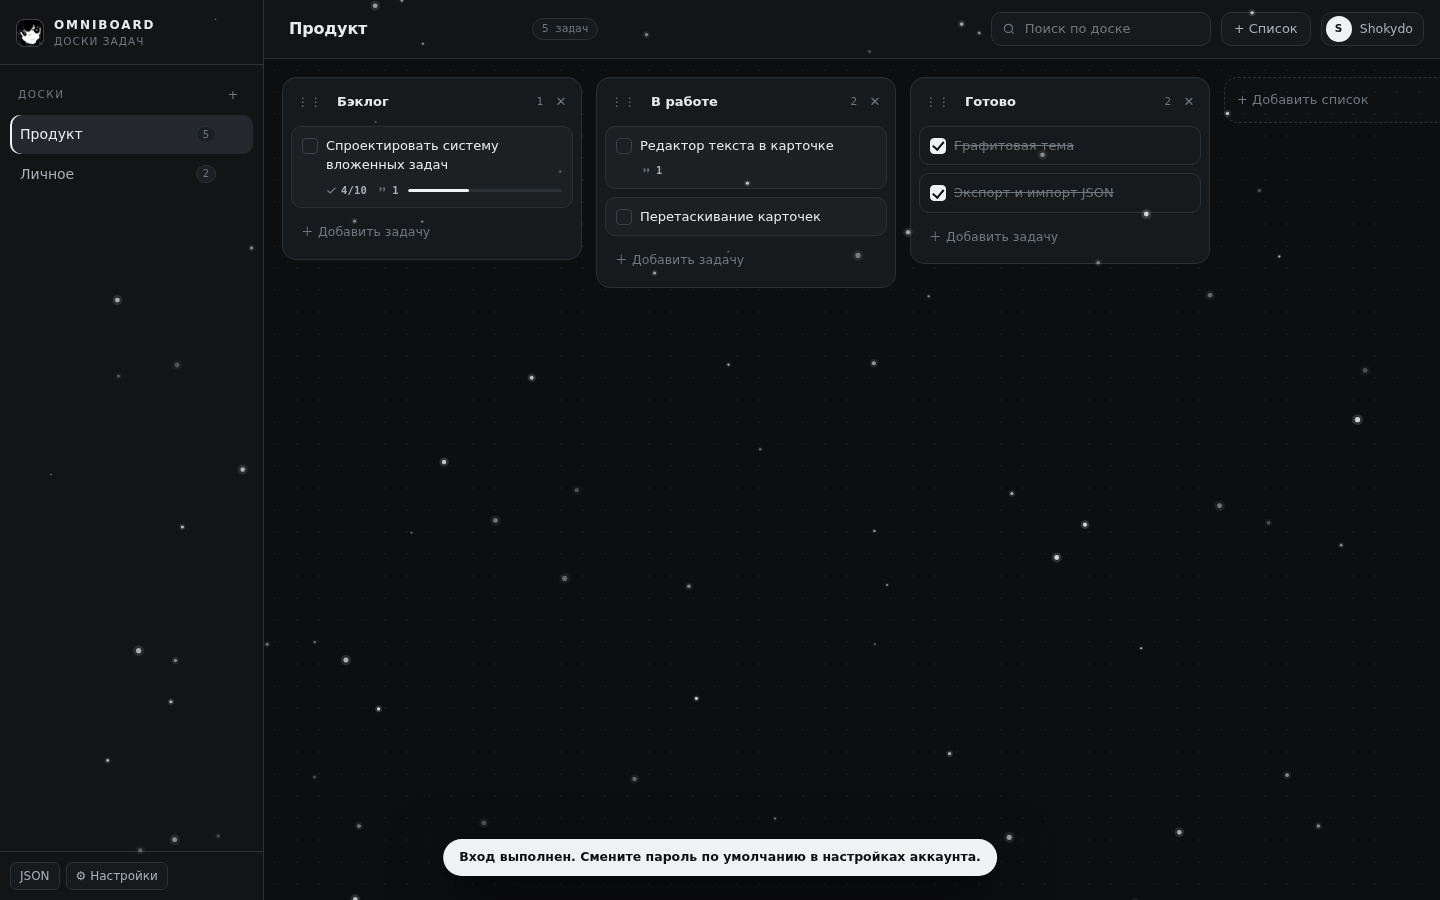 OMNIBOARD
ДОСКИ ЗАДАЧ
ДОСКИ +
Продукт 5
Личное 2
JSON
⚙ Настройки
Продукт
5 задач
Поиск по доске
+ Список
S Shokydo
Бэклог 1 ×
Спроектировать систему
вложенных задач
4/10 1
+ Добавить задачу
В работе 2 ×
Редактор текста в карточке
1
Перетаскивание карточек
+ Добавить задачу
Готово 2 ×
Графитовая тема
Экспорт и импорт JSON
+ Добавить задачу
+ Добавить список
Вход выполнен. Смените пароль по умолчанию в настройках аккаунта.